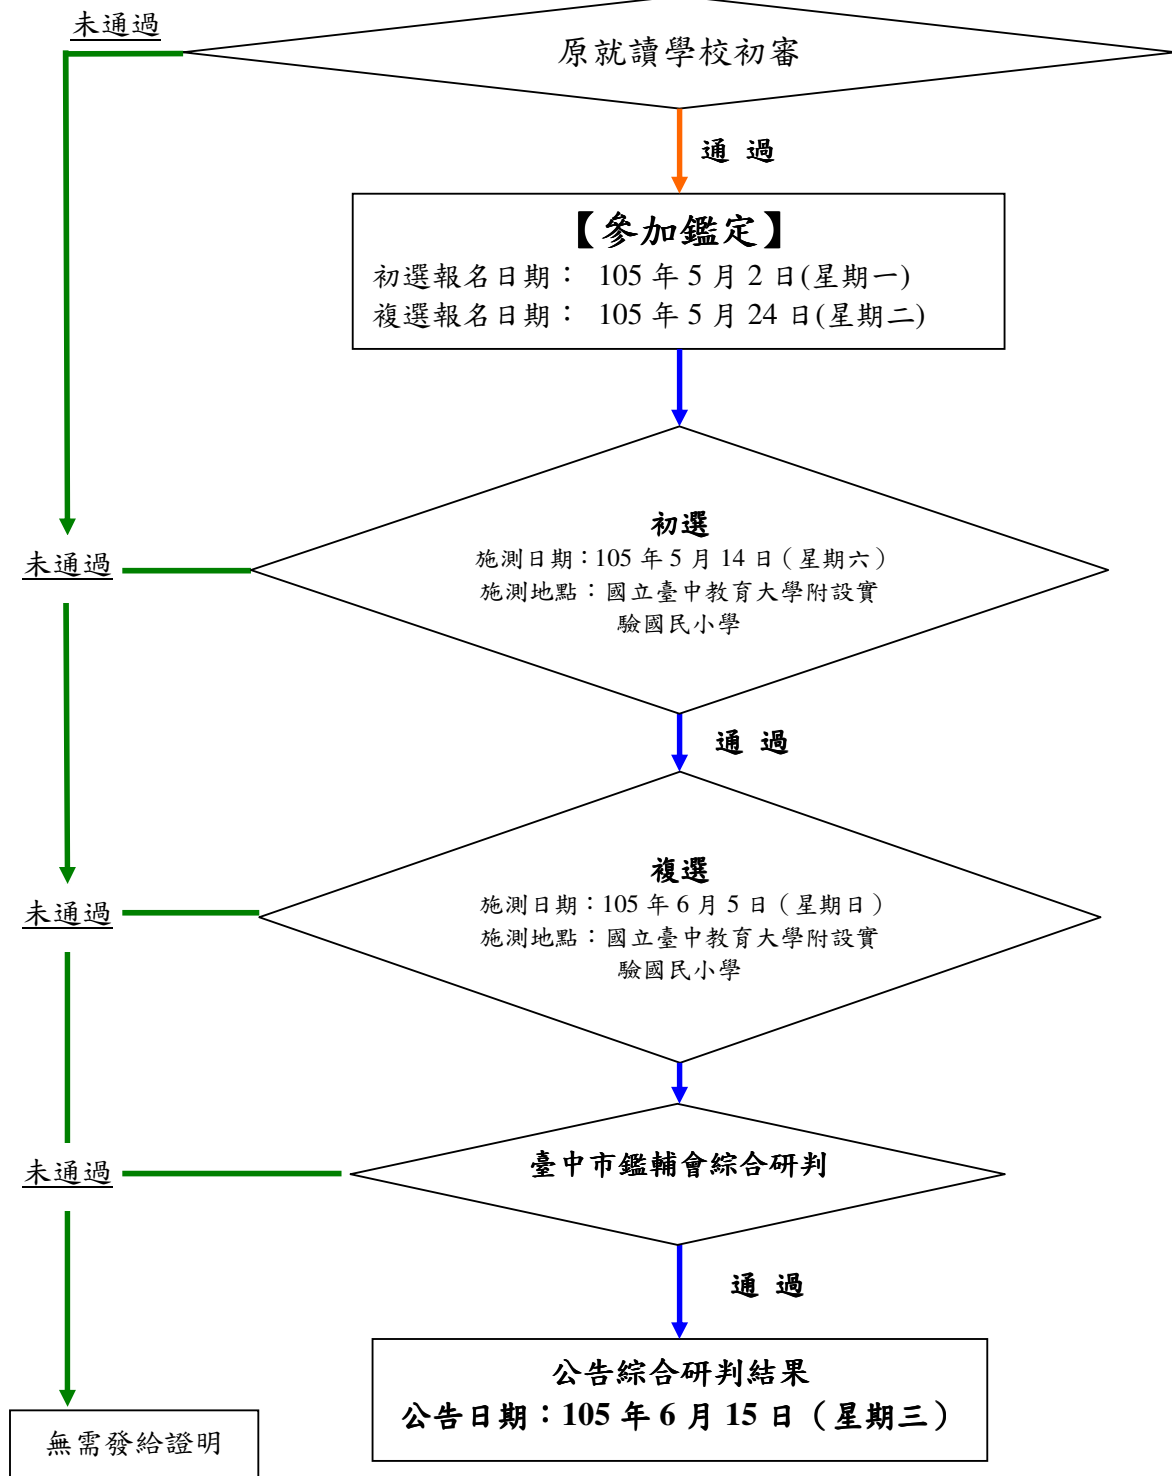 未通過
原就讀學校初審
通 過
【參加鑑定】
初選報名日期： 105 年 5 月 2 日(星期一)
複選報名日期： 105 年 5 月 24 日(星期二)
初選
施測日期：105 年 5 月 14 日（星期六）
施測地點：國立臺中教育大學附設實
驗國民小學
未通過
通 過
複選
施測日期：105 年 6 月 5 日（星期日）
施測地點：國立臺中教育大學附設實
驗國民小學
未通過
臺中市鑑輔會綜合研判
未通過
通 過
公告綜合研判結果
公告日期：105 年 6 月 15 日（星期三）
無需發給證明